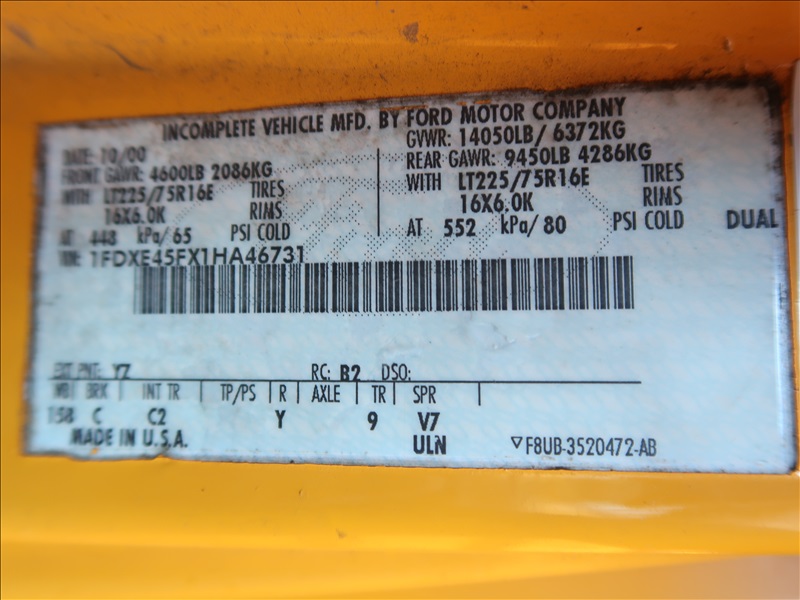 INCOMPLETE VEHICLE MFD. BY FORD MOTOR COMPANY
DATE: 10/00 GVWR: 14050LB/ 6372KG
FRONT GAWR: 4600LB 2086KG REAR GAWR: 9450LB 4286KG
WITH LT225/75R16E TIRES WITH LT225/75R16E TIRES
16X6.0K RIMS 16X6.0K RIMS
AT 448 kPa/65 PSI COLD AT 552 kPa/80 PSI COLD DUAL
VIN: 1FDXE45FX1HA46731
EXT PNT: YZ RC: B2 DSO:
WB BRK INT TR TP/PS R AXLE TR SPR
158 C C2 Y 9 V7
MADE IN U.S.A. ULN ▽F8UB-3520472-AB